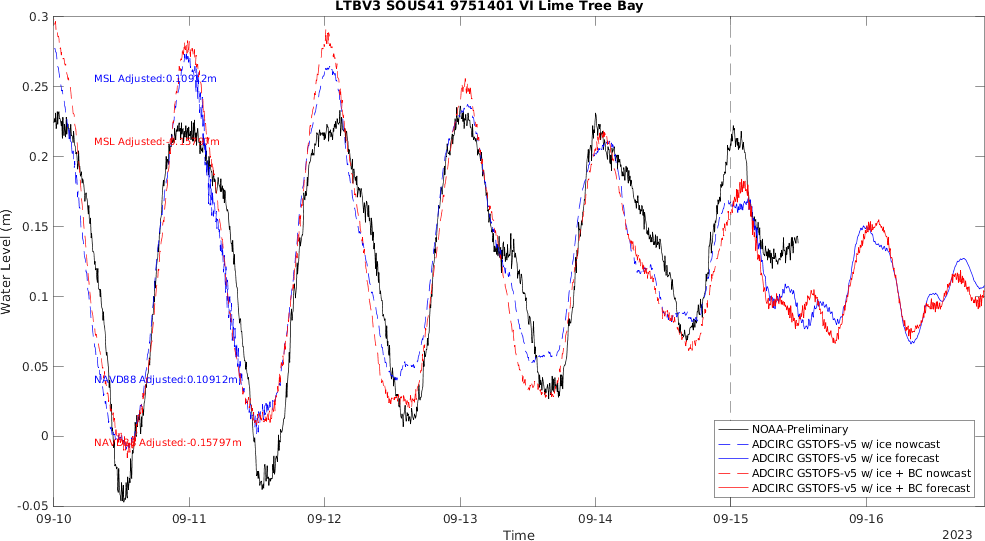 LTBV3 SOUS41 9751401 VI Lime Tree Bay
0.3
0.25
0.2
0.15
0.1
0.05
0
-0.05
Water Level (m)
MSL Adjusted:0.10912m
MSL Adjusted:-0.15797m
NAVD88 Adjusted:0.10912m
NAVD88 Adjusted:-0.15797m
NOAA-Preliminary
ADCIRC GSTOFS-v5 w/ ice nowcast
ADCIRC GSTOFS-v5 w/ ice forecast
ADCIRC GSTOFS-v5 w/ ice + BC nowcast
ADCIRC GSTOFS-v5 w/ ice + BC forecast
09-10 09-11 09-12 09-13 09-14 09-15 09-16
Time
2023